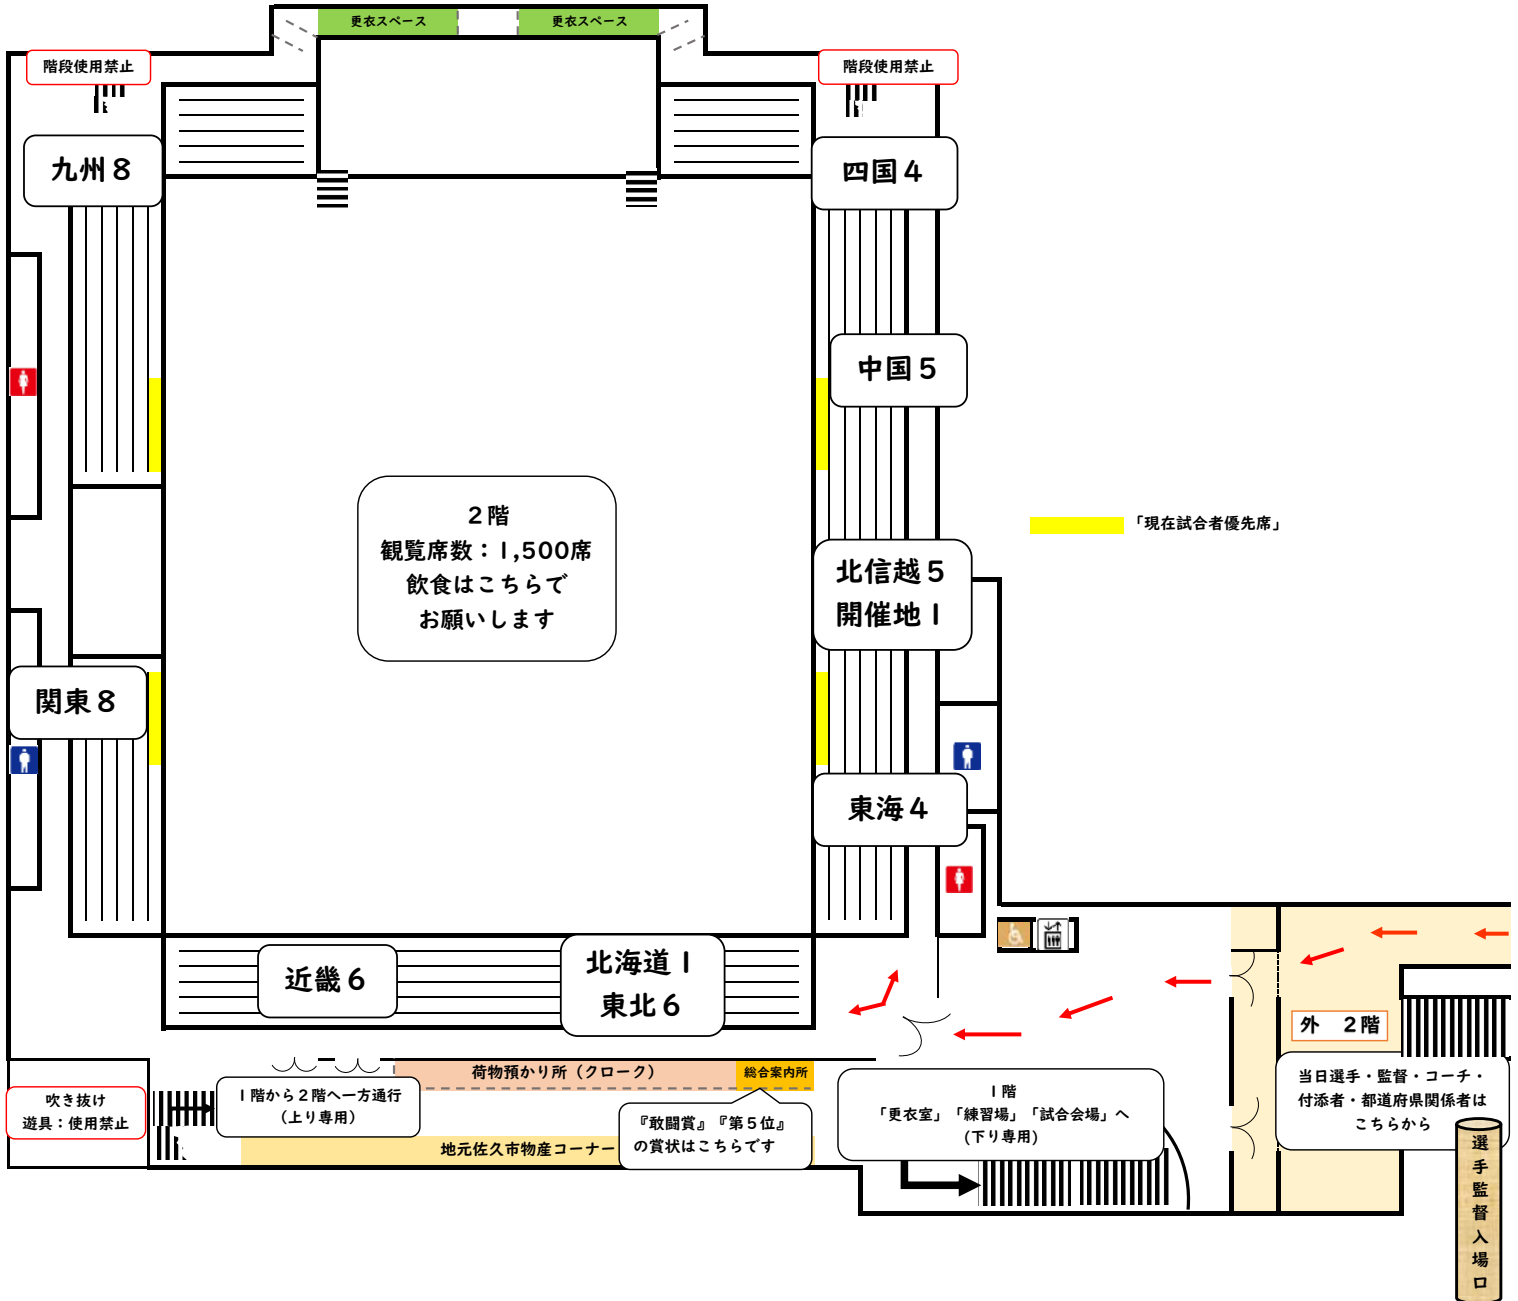 更衣スペース
更衣スペース
階段使用禁止
階段使用禁止
九州８
四国４
中国５
２階
観覧席数：１,５００席
飲食はこちらで
お願いします
「現在試合者優先席」
北信越５
開催地１
関東８
東海４
近畿６
北海道１
東北６
外　２階
荷物預かり所（クローク）
総合案内所
吹き抜け
遊具：使用禁止
１階から２階へ一方通行
（上り専用）
『敢闘賞』『第５位』
の賞状はこちらです
地元佐久市物産コーナー
１階
「更衣室」「練習場」「試合会場」へ
（下り専用）
当日選手・監督・コーチ・
付添者・都道府県関係者は
こちらから
選手監督入場口